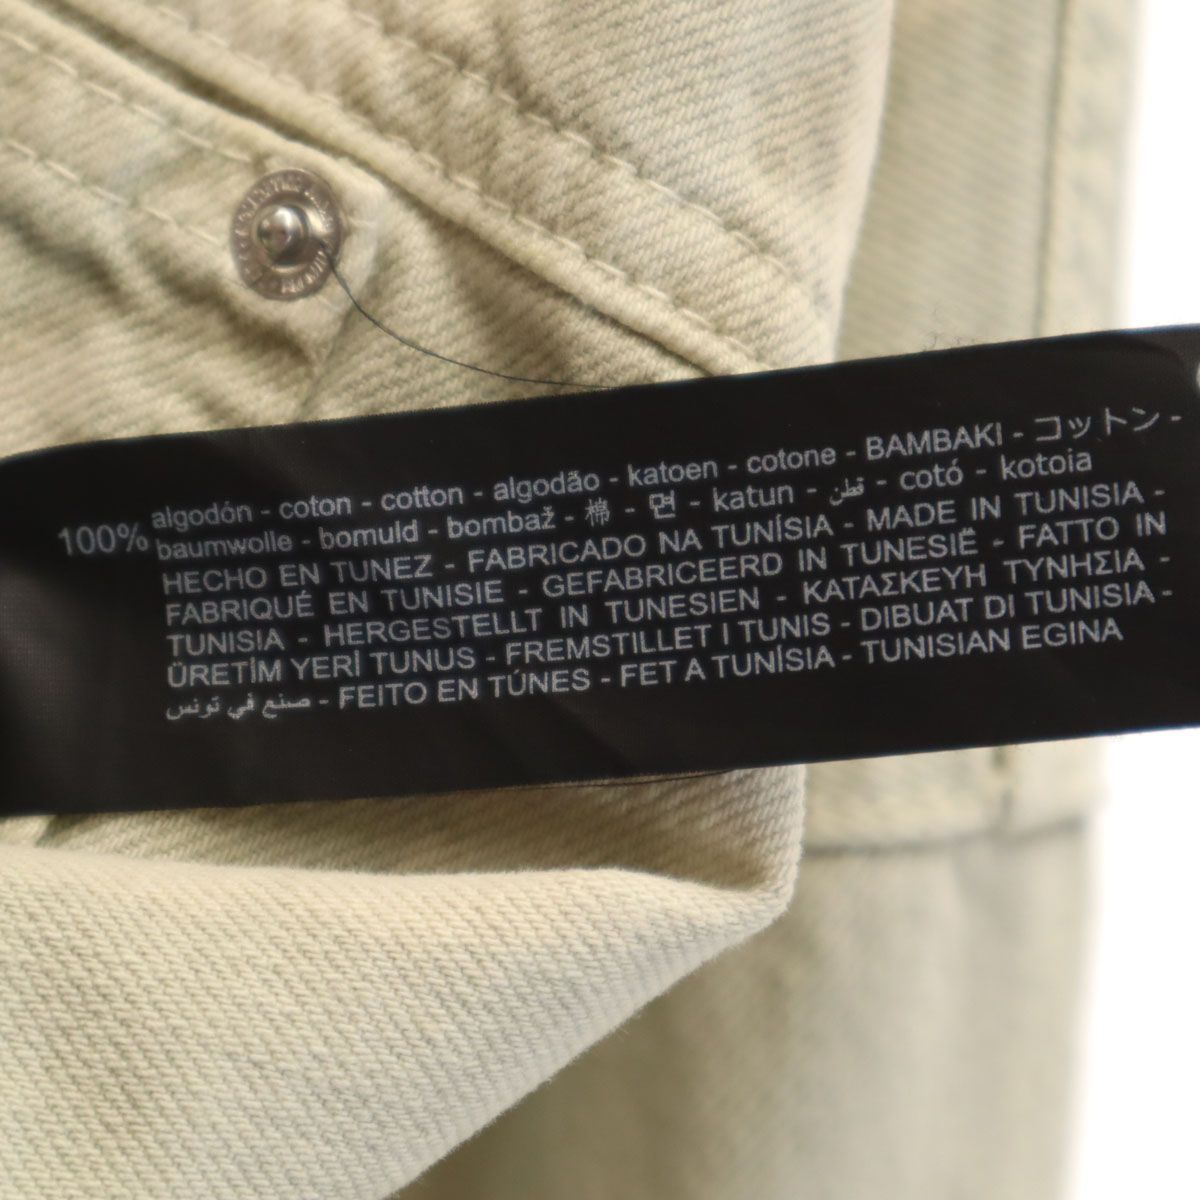 100% algodón - coton - cotton - algodão - katoen - cotone - BAMBAKI - コットン -
baumwolle - bomuld - bombaž - 棉 - 면 - katun - قطن - cotó - kotoia
HECHO EN TUNEZ - FABRICADO NA TUNÍSIA - MADE IN TUNISIA -
FABRIQUÉ EN TUNISIE - GEFABRICEERD IN TUNESIË - FATTO IN
TUNISIA - HERGESTELLT IN TUNESIEN - ΚΑΤΑΣΚΕΥΗ ΤΥΝΗΣΙΑ -
ÜRETİM YERİ TUNUS - FREMSTILLET I TUNIS - DIBUAT DI TUNISIA -
صنع في تونس - FEITO EN TÚNES - FET A TUNÍSIA - TUNISIAN EGINA